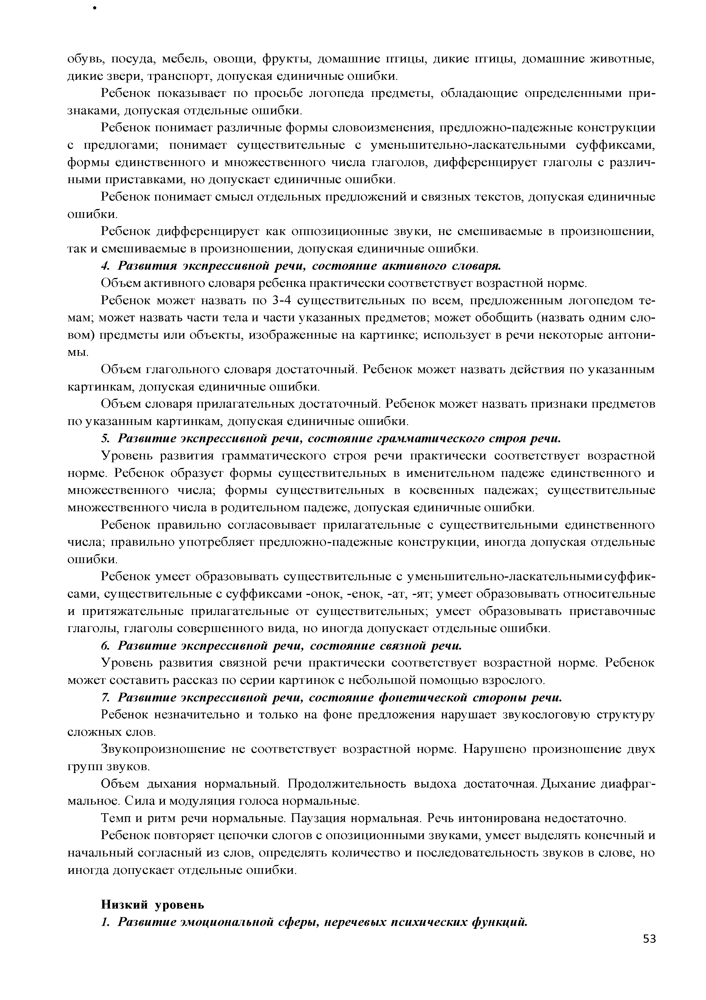 •
обувь, посуда, мебель, овощи, фрукты, домашние птицы, дикие птицы, домашние животные,
дикие звери, транспорт, допуская единичные ошибки.
Ребенок показывает по просьбе логопеда предметы, обладающие определенными при-
знаками, допуская отдельные ошибки.
Ребенок понимает различные формы словоизменения, предложно-падежные конструкции
с предлогами; понимает существительные с уменьшительно-ласкательными суффиксами,
формы единственного и множественного числа глаголов, дифференцирует глаголы с различ-
ными приставками, но допускает единичные ошибки.
Ребенок понимает смысл отдельных предложений и связных текстов, допуская единичные
ошибки.
Ребенок дифференцирует как оппозиционные звуки, не смешиваемые в произношении,
так и смешиваемые в произношении, допуская единичные ошибки.
4. Развития экспрессивной речи, состояние активного словаря.
Объем активного словаря ребенка практически соответствует возрастной норме.
Ребенок может назвать по 3-4 существительных по всем, предложенным логопедом те-
мам; может назвать части тела и части указанных предметов; может обобщить (назвать одним сло-
вом) предметы или объекты, изображенные на картинке; использует в речи некоторые антони-
мы.
Объем глагольного словаря достаточный. Ребенок может назвать действия по указанным
картинкам, допуская единичные ошибки.
Объем словаря прилагательных достаточный. Ребенок может назвать признаки предметов
по указанным картинкам, допуская единичные ошибки.
5. Развитие экспрессивной речи, состояние грамматического строя речи.
Уровень развития грамматического строя речи практически соответствует возрастной
норме. Ребенок образует формы существительных в именительном падеже единственного и
множественного числа; формы существительных в косвенных падежах; существительные
множественного числа в родительном падеже, допуская единичные ошибки.
Ребенок правильно согласовывает прилагательные с существительными единственного
числа; правильно употребляет предложно-падежные конструкции, иногда допуская отдельные
ошибки.
Ребенок умеет образовывать существительные с уменьшительно-ласкательнымисуффик-
сами, существительные с суффиксами -онок, -енок, -ат, -ят; умеет образовывать относительные
и притяжательные прилагательные от существительных; умеет образовывать приставочные
глаголы, глаголы совершенного вида, но иногда допускает отдельные ошибки.
6. Развитие экспрессивной речи, состояние связной речи.
Уровень развития связной речи практически соответствует возрастной норме. Ребенок
может составить рассказ по серии картинок с небольшой помощью взрослого.
7. Развитие экспрессивной речи, состояние фонетической стороны речи.
Ребенок незначительно и только на фоне предложения нарушает звукослоговую структуру
сложных слов.
Звукопроизношение не соответствует возрастной норме. Нарушено произношение двух
групп звуков.
Объем дыхания нормальный. Продолжительность выдоха достаточная. Дыхание диафраг-
мальное. Сила и модуляция голоса нормальные.
Темп и ритм речи нормальные. Паузация нормальная. Речь интонирована недостаточно.
Ребенок повторяет цепочки слогов с опозиционными звуками, умеет выделять конечный и
начальный согласный из слов, определять количество и последовательность звуков в слове, но
иногда допускает отдельные ошибки.
Низкий уровень
1. Развитие эмоциональной сферы, неречевых психических функций.
53